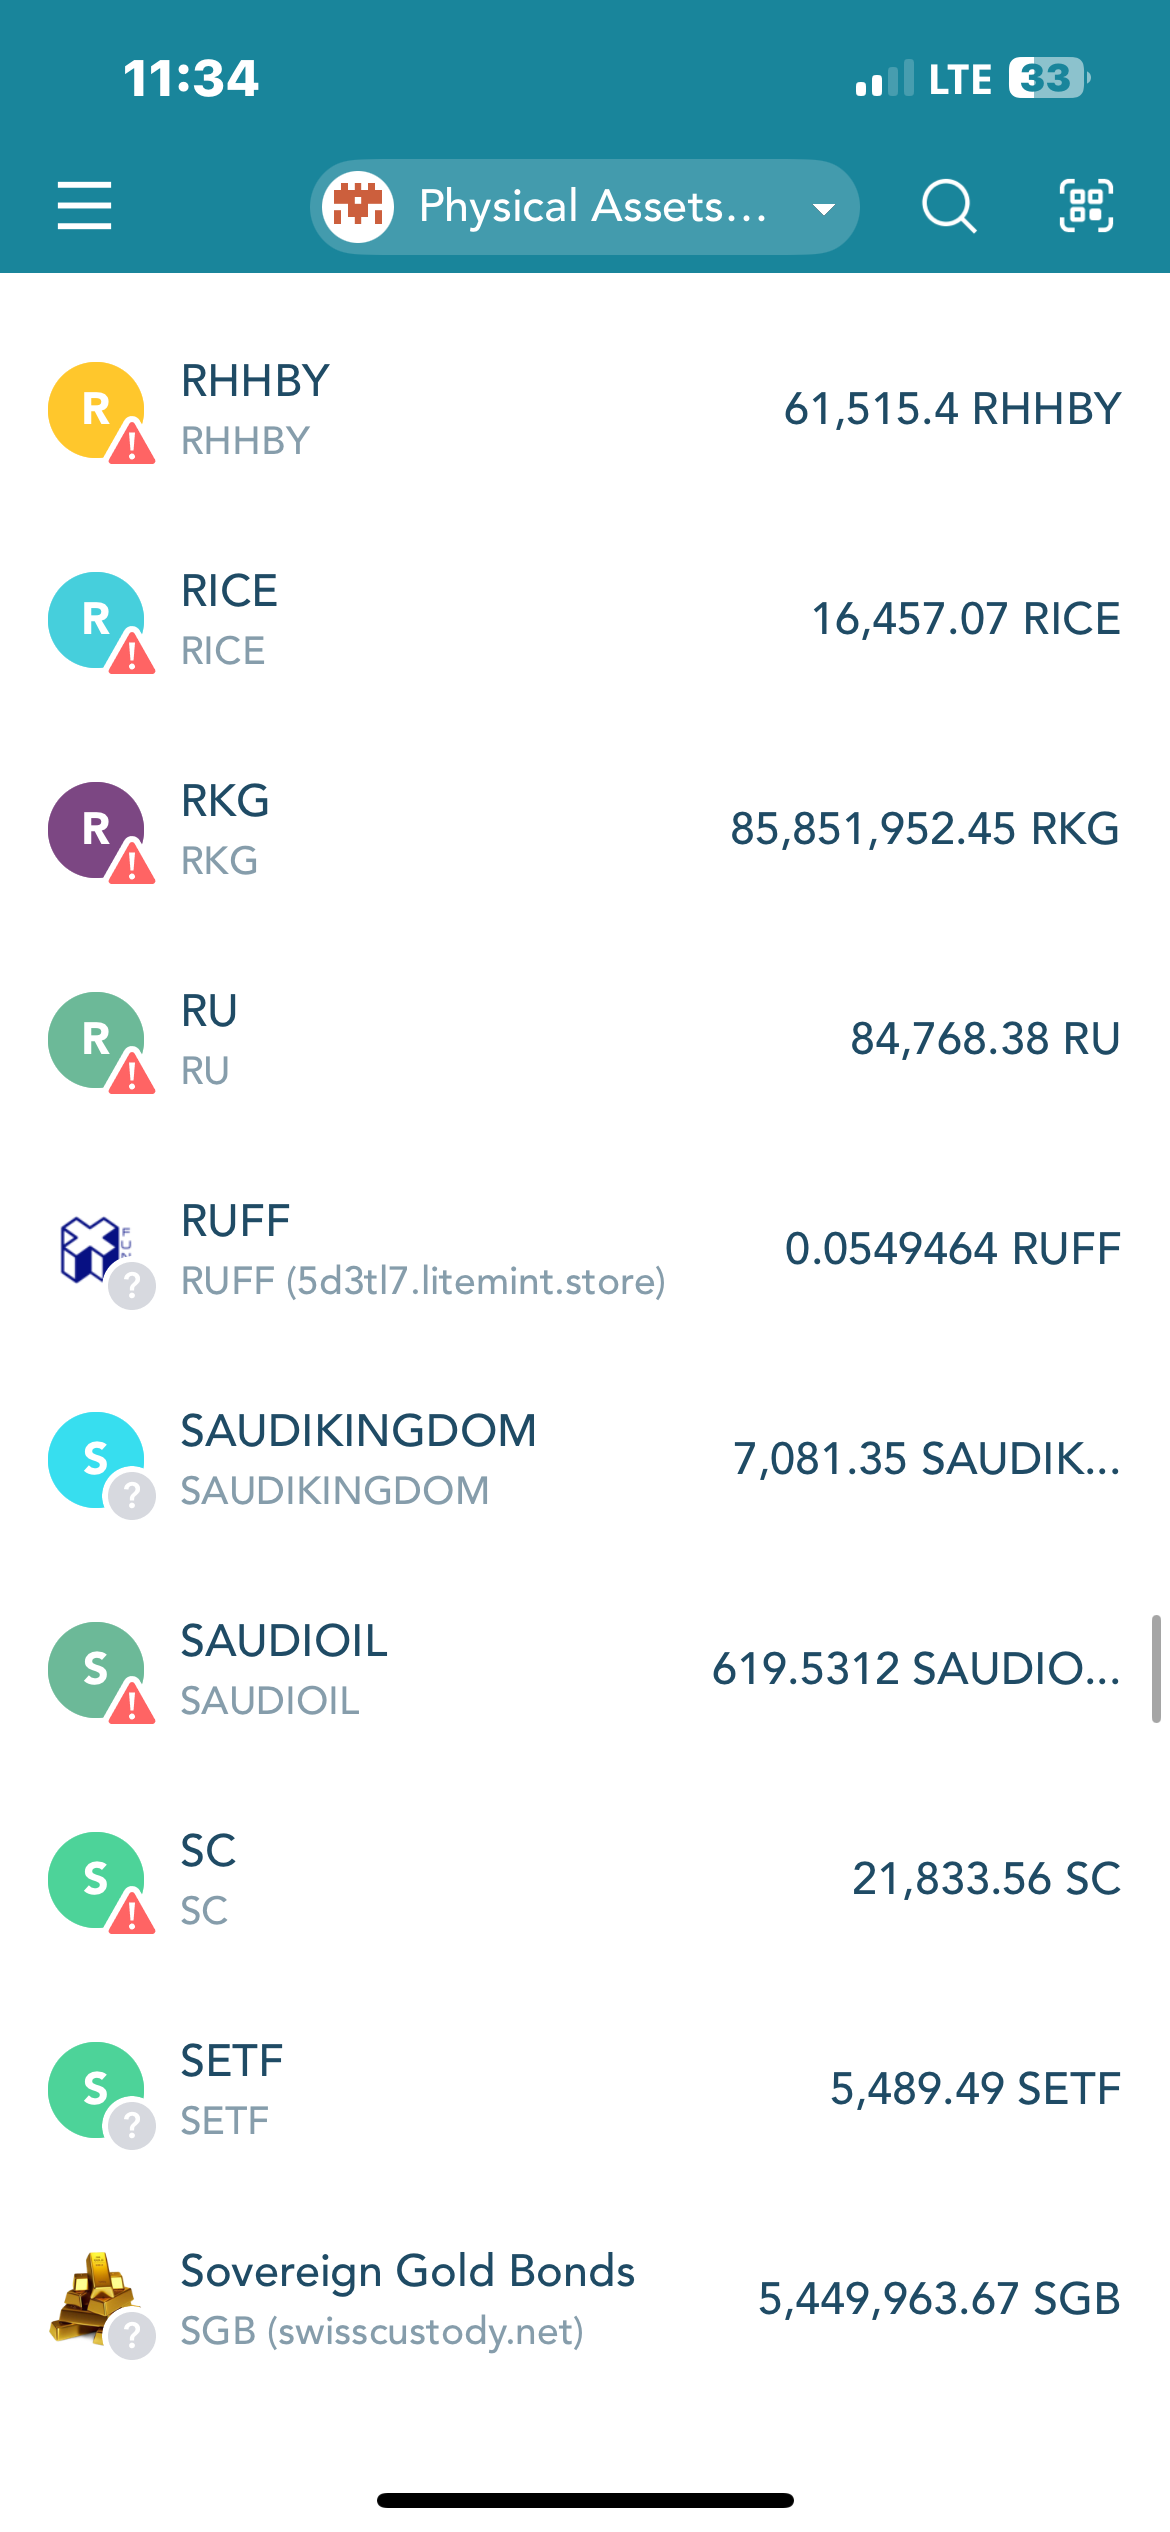 11:34
LTE 33
Physical Assets...
R
RHHBY
RHHBY
61,515.4 RHHBY
R
RICE
RICE
16,457.07 RICE
R
RKG
RKG
85,851,952.45 RKG
R
RU
RU
84,768.38 RU
RUFF
RUFF (5d3tl7.litemint.store)
0.0549464 RUFF
S
SAUDIKINGDOM
SAUDIKINGDOM
7,081.35 SAUDIK...
S
SAUDIOIL
SAUDIOIL
619.5312 SAUDIO...
S
SC
SC
21,833.56 SC
S
SETF
SETF
5,489.49 SETF
Sovereign Gold Bonds
SGB (swisscustody.net)
5,449,963.67 SGB